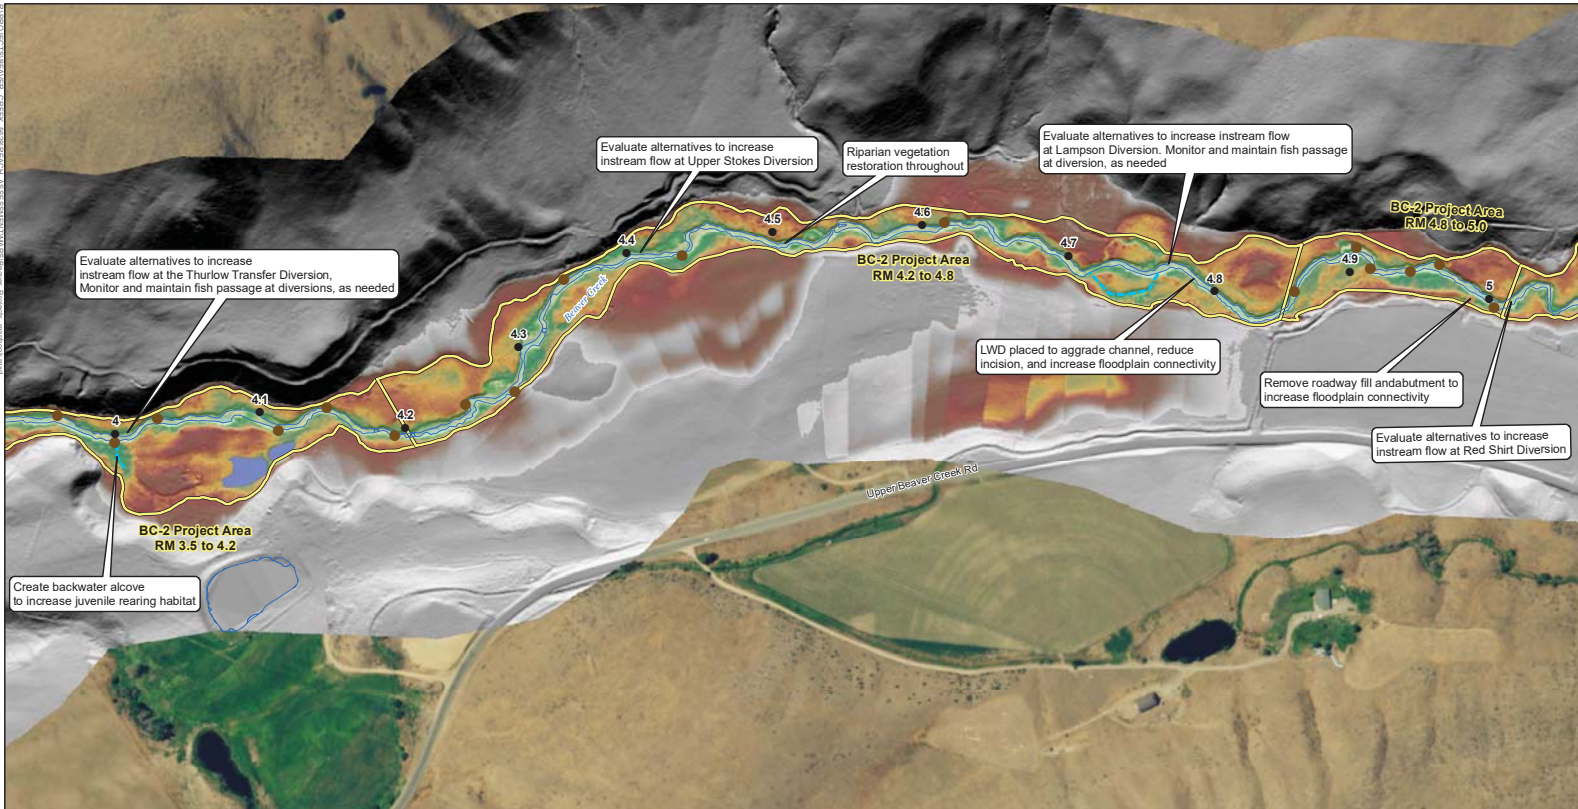 Evaluate alternatives to increase
instream flow at the Thurlow Transfer Diversion,
Monitor and maintain fish passage at diversions, as needed
Evaluate alternatives to increase
instream flow at Upper Stokes Diversion
Riparian vegetation
restoration throughout
Evaluate alternatives to increase instream flow
at Lampson Diversion. Monitor and maintain fish passage
at diversion, as needed
BC-2 Project Area
RM 4.8 to 5.0
4
4.1
4.2
4.3
4.4
4.5
4.6
4.7
4.8
4.9
5
Beaver Creek
BC-2 Project Area
RM 4.2 to 4.8
LWD placed to aggrade channel, reduce
incision, and increase floodplain connectivity
Remove roadway fill andabutment to
increase floodplain connectivity
Evaluate alternatives to increase
instream flow at Red Shirt Diversion
Upper Beaver Creek Rd
BC-2 Project Area
RM 3.5 to 4.2
Create backwater alcove
to increase juvenile rearing habitat